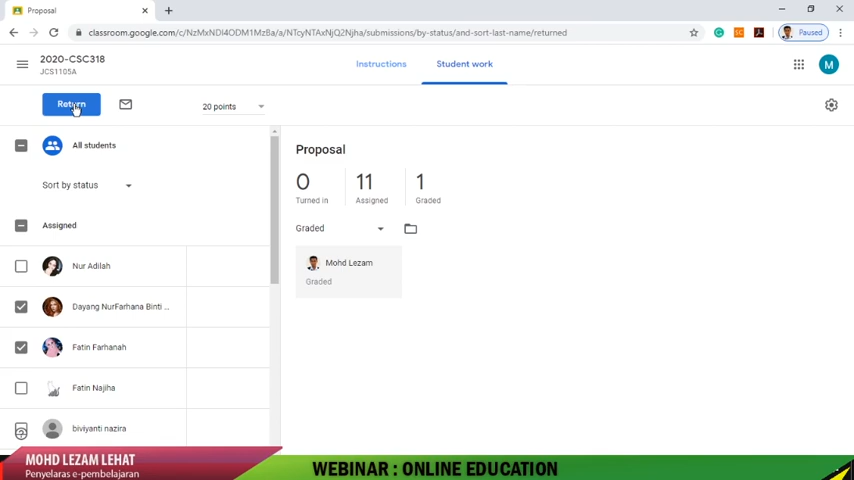 Proposal
classroom.google.com/c/NzMxNDI4ODM1MzBa/a/NTcyNTAxNjQ2Njha/submissions/by-status/and-sort-last-name/returned
Paused
2020-CSC318
JCS1105A
Instructions
Student work
M
Return
20 points
All students
Sort by status
Assigned
Nur Adilah
Dayang NurFarhana Binti ...
Fatin Farhanah
Fatin Najiha
biviyanti nazira
Proposal
0
Turned in
11
Assigned
1
Graded
Graded
Mohd Lezam
Graded
MOHD LEZAM LEHAT
Penyelaras e-pembelajaran
WEBINAR : ONLINE EDUCATION